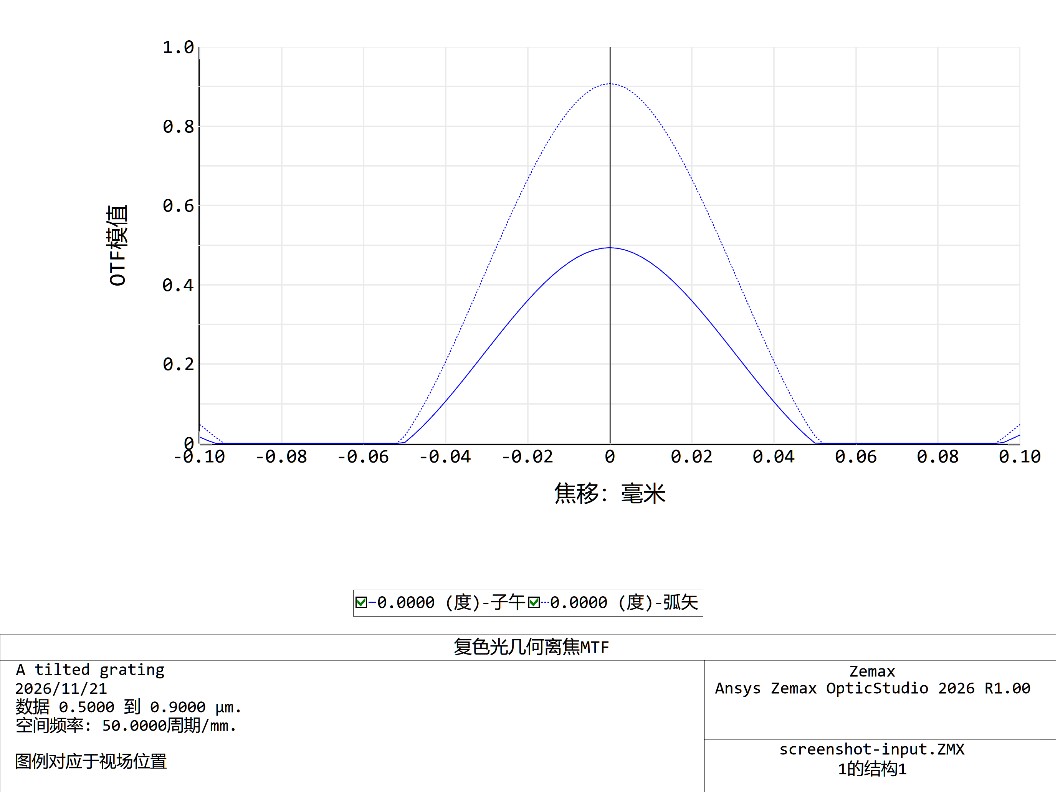 1.0
0.8
0.6
0.4
0.2
0
OTF模值
-0.10 -0.08 -0.06 -0.04 -0.02 0 0.02 0.04 0.06 0.08 0.10
焦移: 毫米
0.0000 (度)-子午 0.0000 (度)-弧矢
复色光几何离焦MTF
A tilted grating
2026/11/21
数据 0.5000 到 0.9000 µm.
空间频率: 50.0000周期/mm.
图例对应于视场位置
Zemax
Ansys Zemax OpticStudio 2026 R1.00
screenshot-input.ZMX
1的结构1